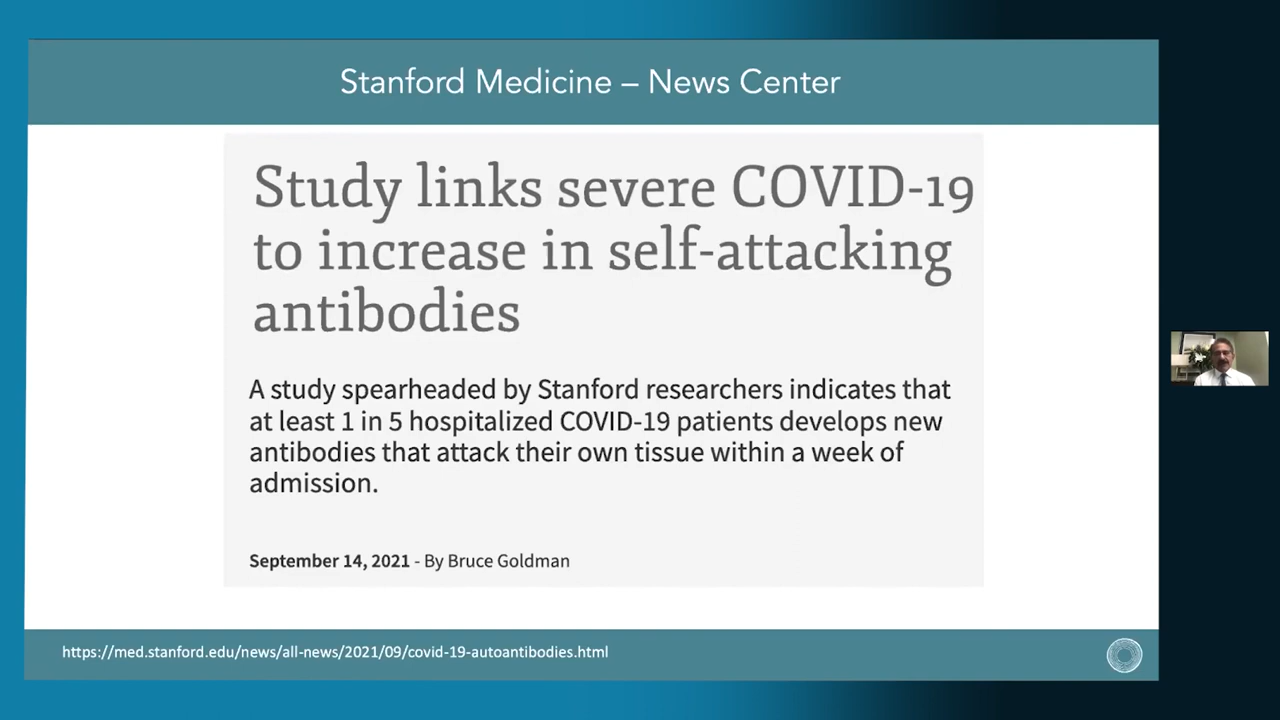 Stanford Medicine – News Center
Study links severe COVID-19
to increase in self-attacking
antibodies
A study spearheaded by Stanford researchers indicates that
at least 1 in 5 hospitalized COVID-19 patients develops new
antibodies that attack their own tissue within a week of
admission.
September 14, 2021 - By Bruce Goldman
https://med.stanford.edu/news/all-news/2021/09/covid-19-autoantibodies.html